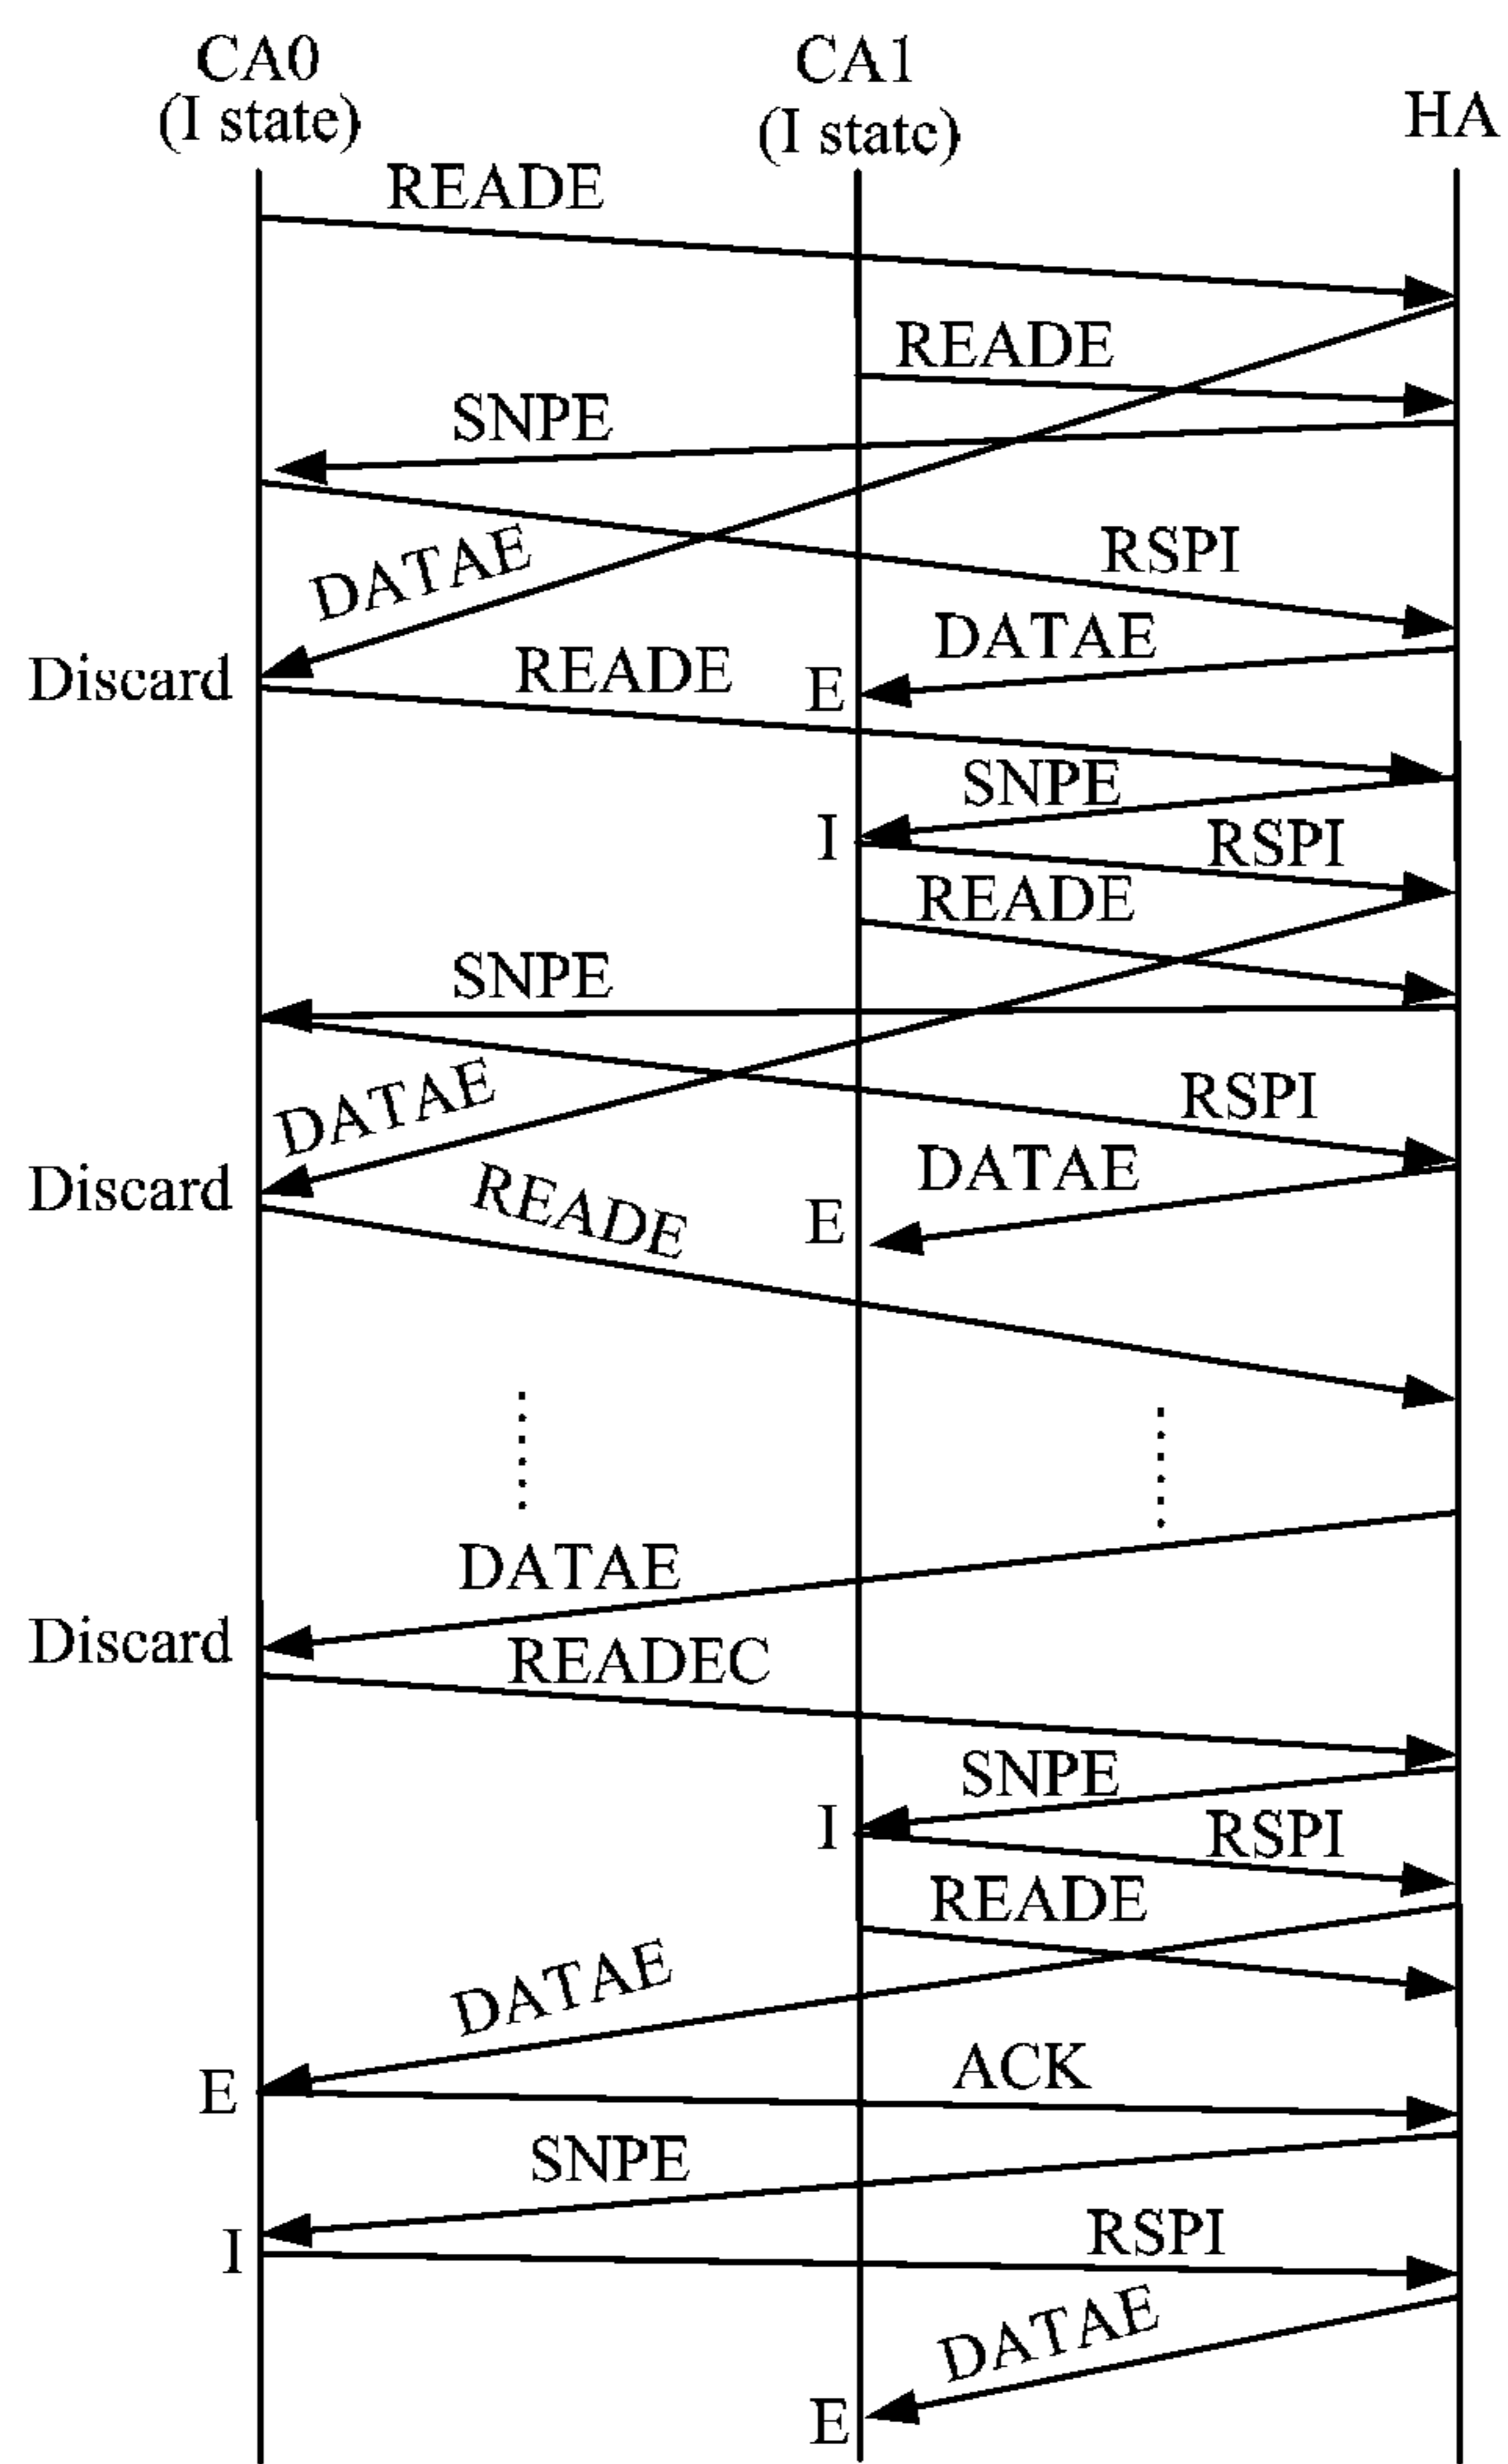 CA0
(I state)
CA1
(I statc)
HA
READE
READE
SNPE
RSPI
DATAE
DATAE
Discard
READE
E
SNPE
I
RSPI
READE
SNPE
DATAE
RSPI
Discard
READE
DATAE
E
DATAE
Discard
READEC
SNPE
I
RSPI
READE
DATAE
E
ACK
SNPE
I
RSPI
DATAE
E